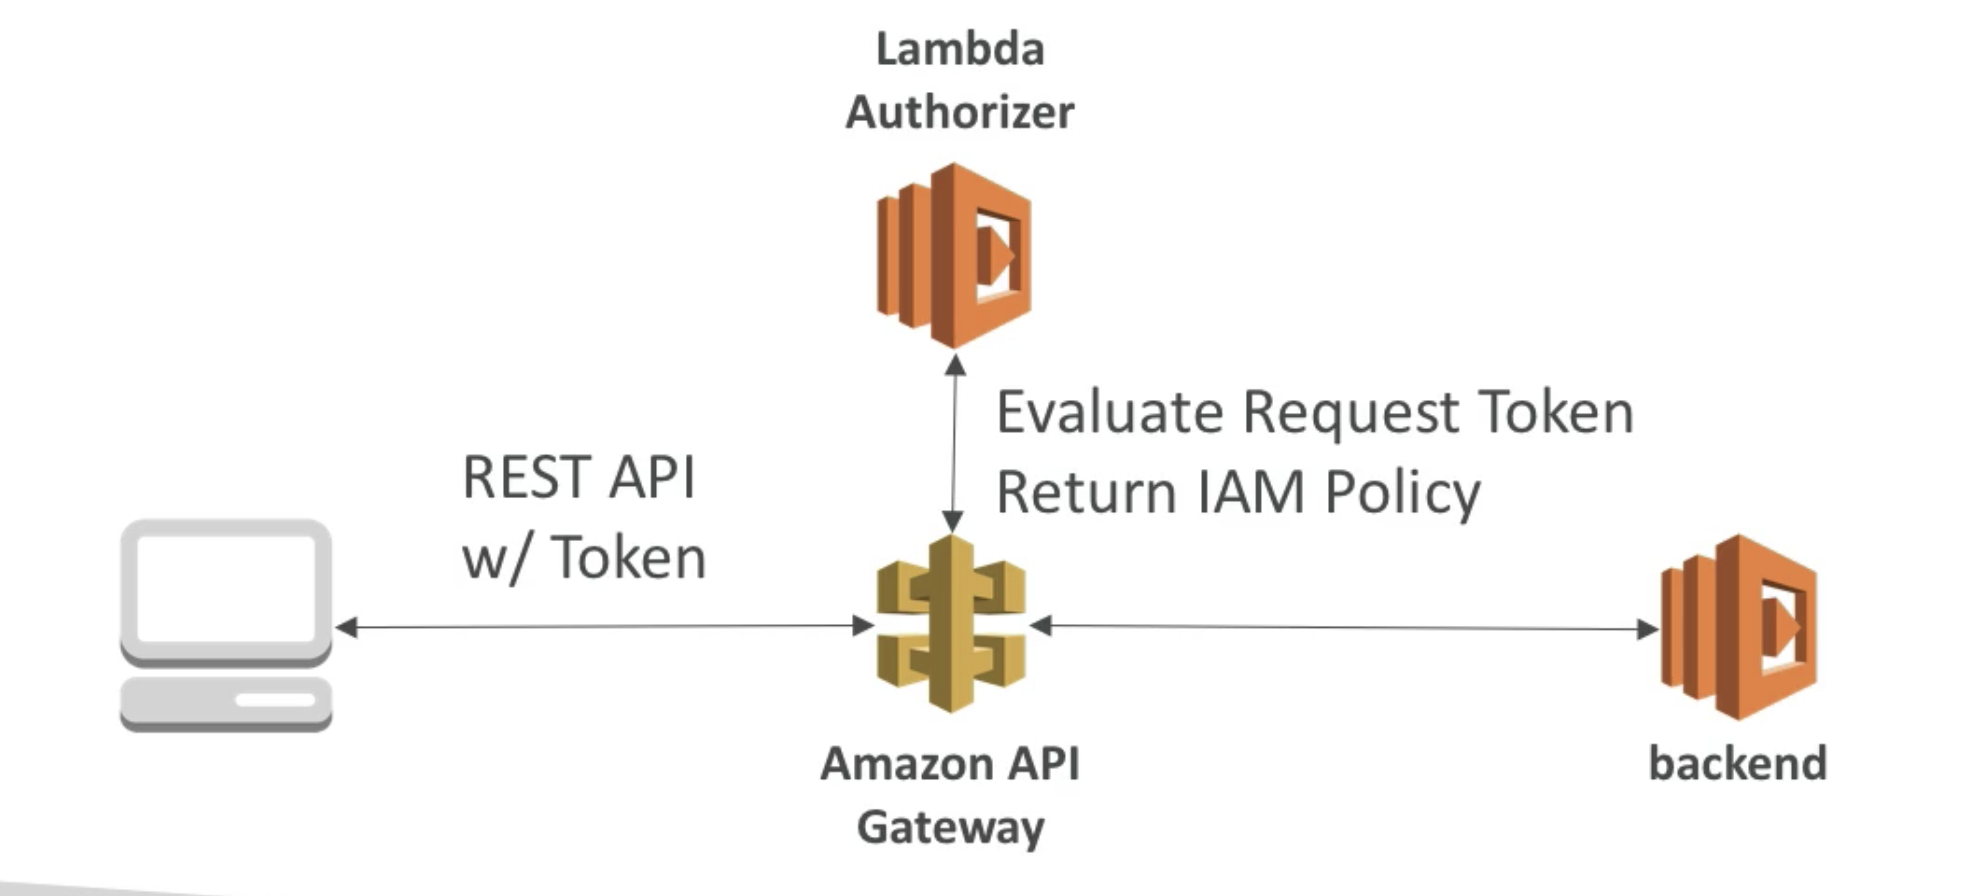 Lambda
Authorizer
Evaluate Request Token
Return IAM Policy
REST API
w/ Token
Amazon API
Gateway
backend